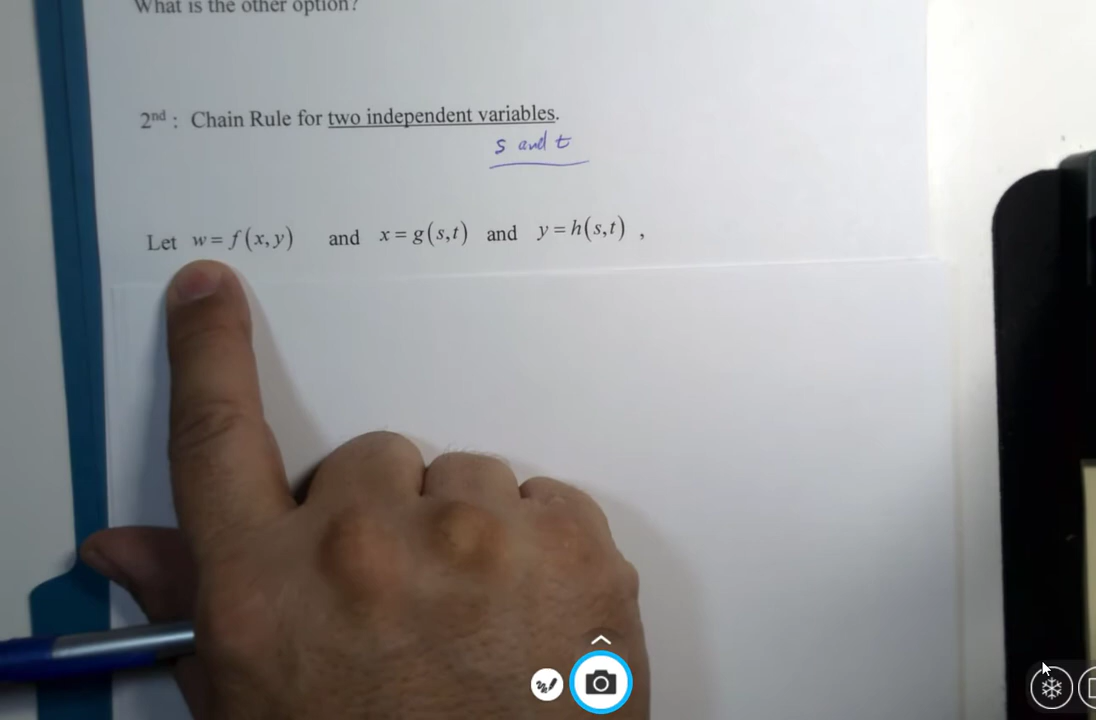 What is the other option?
2nd : Chain Rule for two independent variables.
s and t
Let w = f(x,y) and x = g(s,t) and y = h(s,t) ,